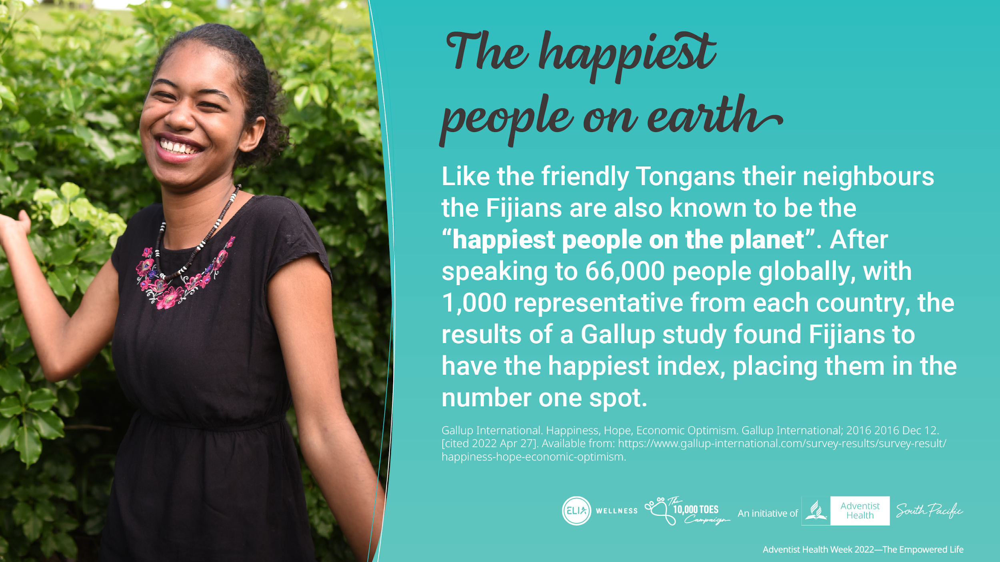 The happiest
people on earth
Like the friendly Tongans their neighbours
the Fijians are also known to be the
“happiest people on the planet”. After
speaking to 66,000 people globally, with
1,000 representative from each country, the
results of a Gallup study found Fijians to
have the happiest index, placing them in the
number one spot.
Gallup International. Happiness, Hope, Economic Optimism. Gallup International; 2016 2016 Dec 12.
[cited 2022 Apr 27]. Available from: https://www.gallup-international.com/survey-results/survey-result/
happiness-hope-economic-optimism.
ELIA WELLNESS
The
10,000 TOES
Campaign
An initiative of
Adventist
Health
South Pacific
Adventist Health Week 2022—The Empowered Life